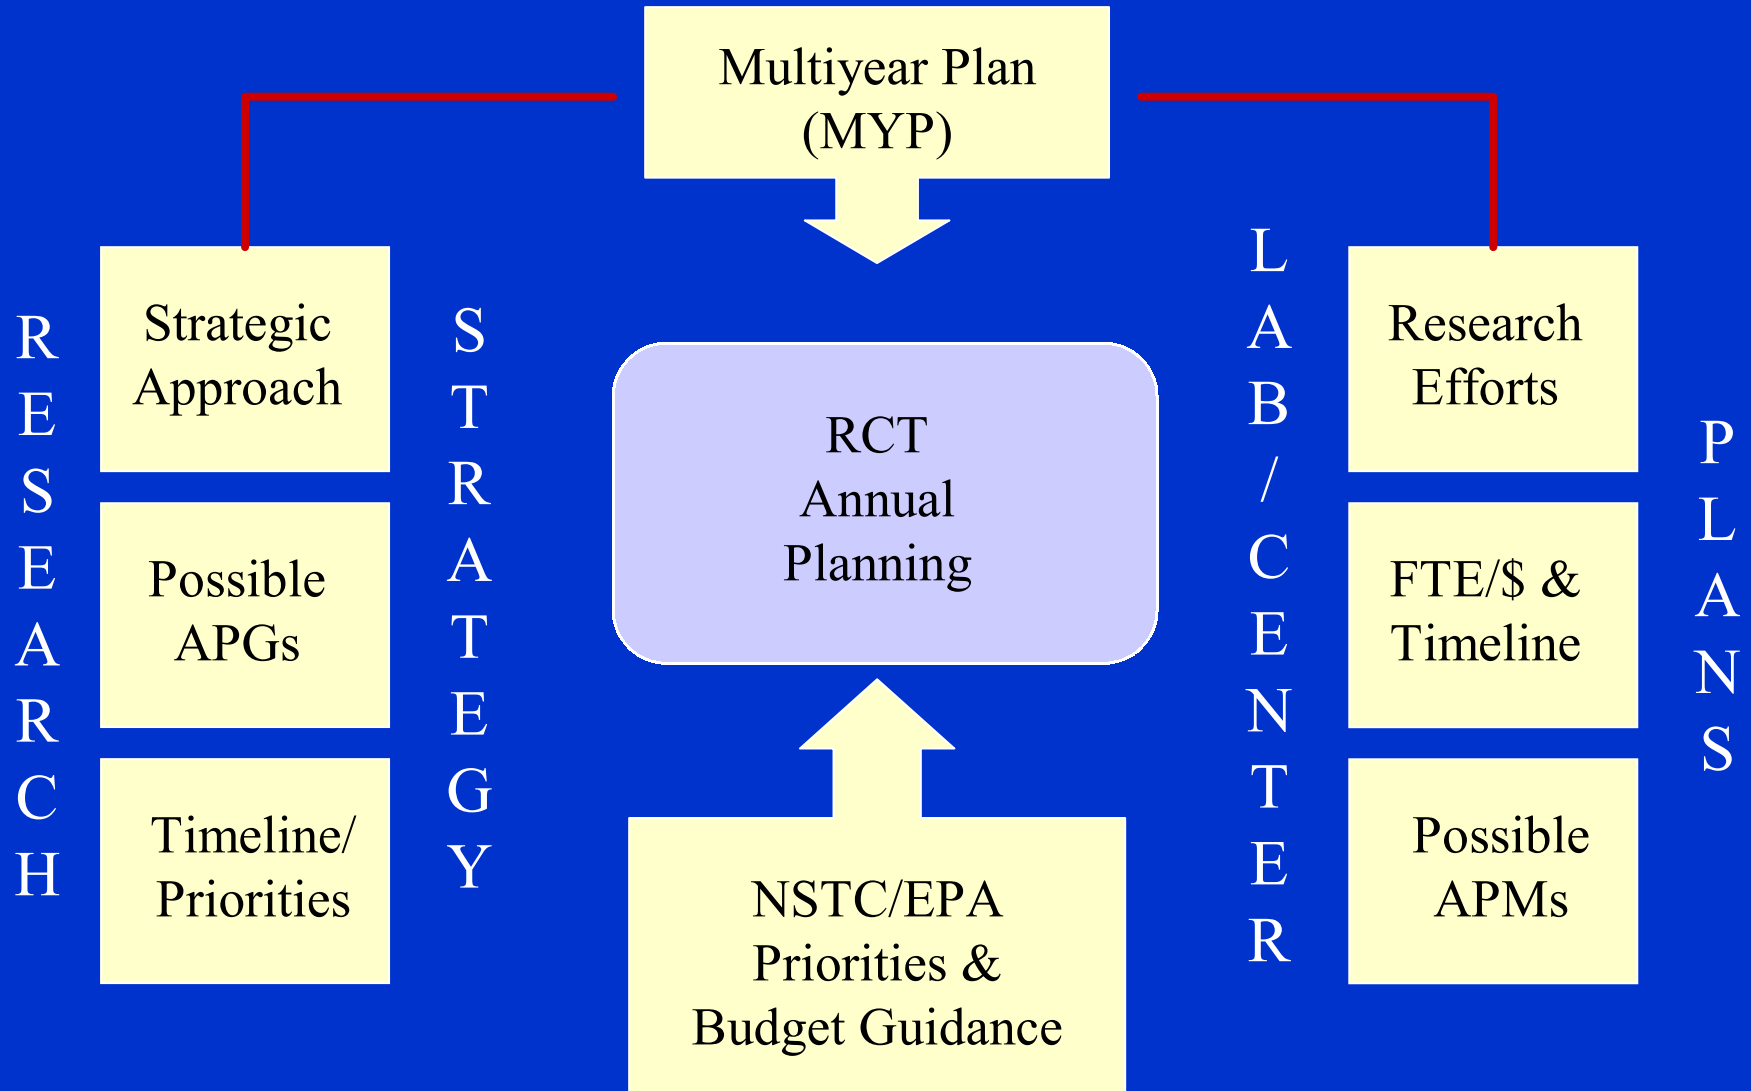 Multiyear Plan
(MYP)
RESEARCH
Strategic
Approach
Possible
APGs
Timeline/
Priorities
STRATEGY
RCT
Annual
Planning
NSTC/EPA
Priorities &
Budget Guidance
LAB/CENTER
Research
Efforts
FTE/$ &
Timeline
Possible
APMs
PLANS